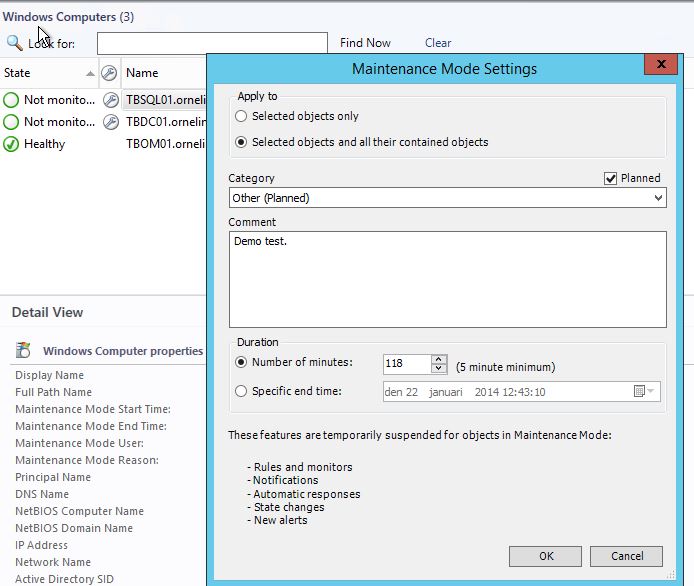 Windows Computers (3)
Look for:
Find Now
Clear
State
Name
Not monito...
TBSQL01.orneli
Not monito...
TBDC01.ornelin
Healthy
TBOM01.orneli
Detail View
Windows Computer properties
Display Name
Full Path Name
Maintenance Mode Start Time:
Maintenance Mode End Time:
Maintenance Mode User:
Maintenance Mode Reason:
Principal Name
DNS Name
NetBIOS Computer Name
NetBIOS Domain Name
IP Address
Network Name
Active Directory SID
Maintenance Mode Settings
x
Apply to
Selected objects only
Selected objects and all their contained objects
Category
Planned
Other (Planned)
Comment
Demo test.
Duration
Number of minutes:
118
(5 minute minimum)
Specific end time:
den 22 januari 2014 12:43:10
These features are temporarily suspended for objects in Maintenance Mode:
- Rules and monitors
- Notifications
- Automatic responses
- State changes
- New alerts
OK
Cancel